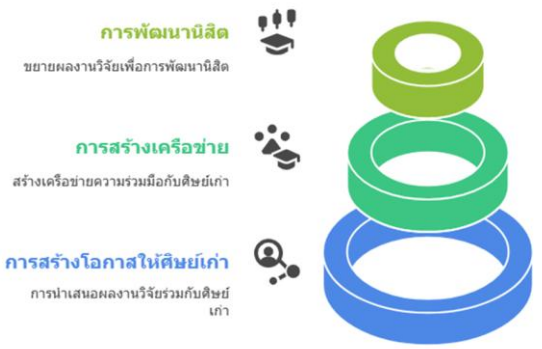 การพัฒนานิสิต
ขยายผลงานวิจัยเพื่อการพัฒนานิสิต
การสร้างเครือข่าย
สร้างเครือข่ายความร่วมมือกับศิษย์เก่า
การสร้างโอกาสให้ศิษย์เก่า
การนำเสนอผลงานวิจัยร่วมกับศิษย์
เก่า